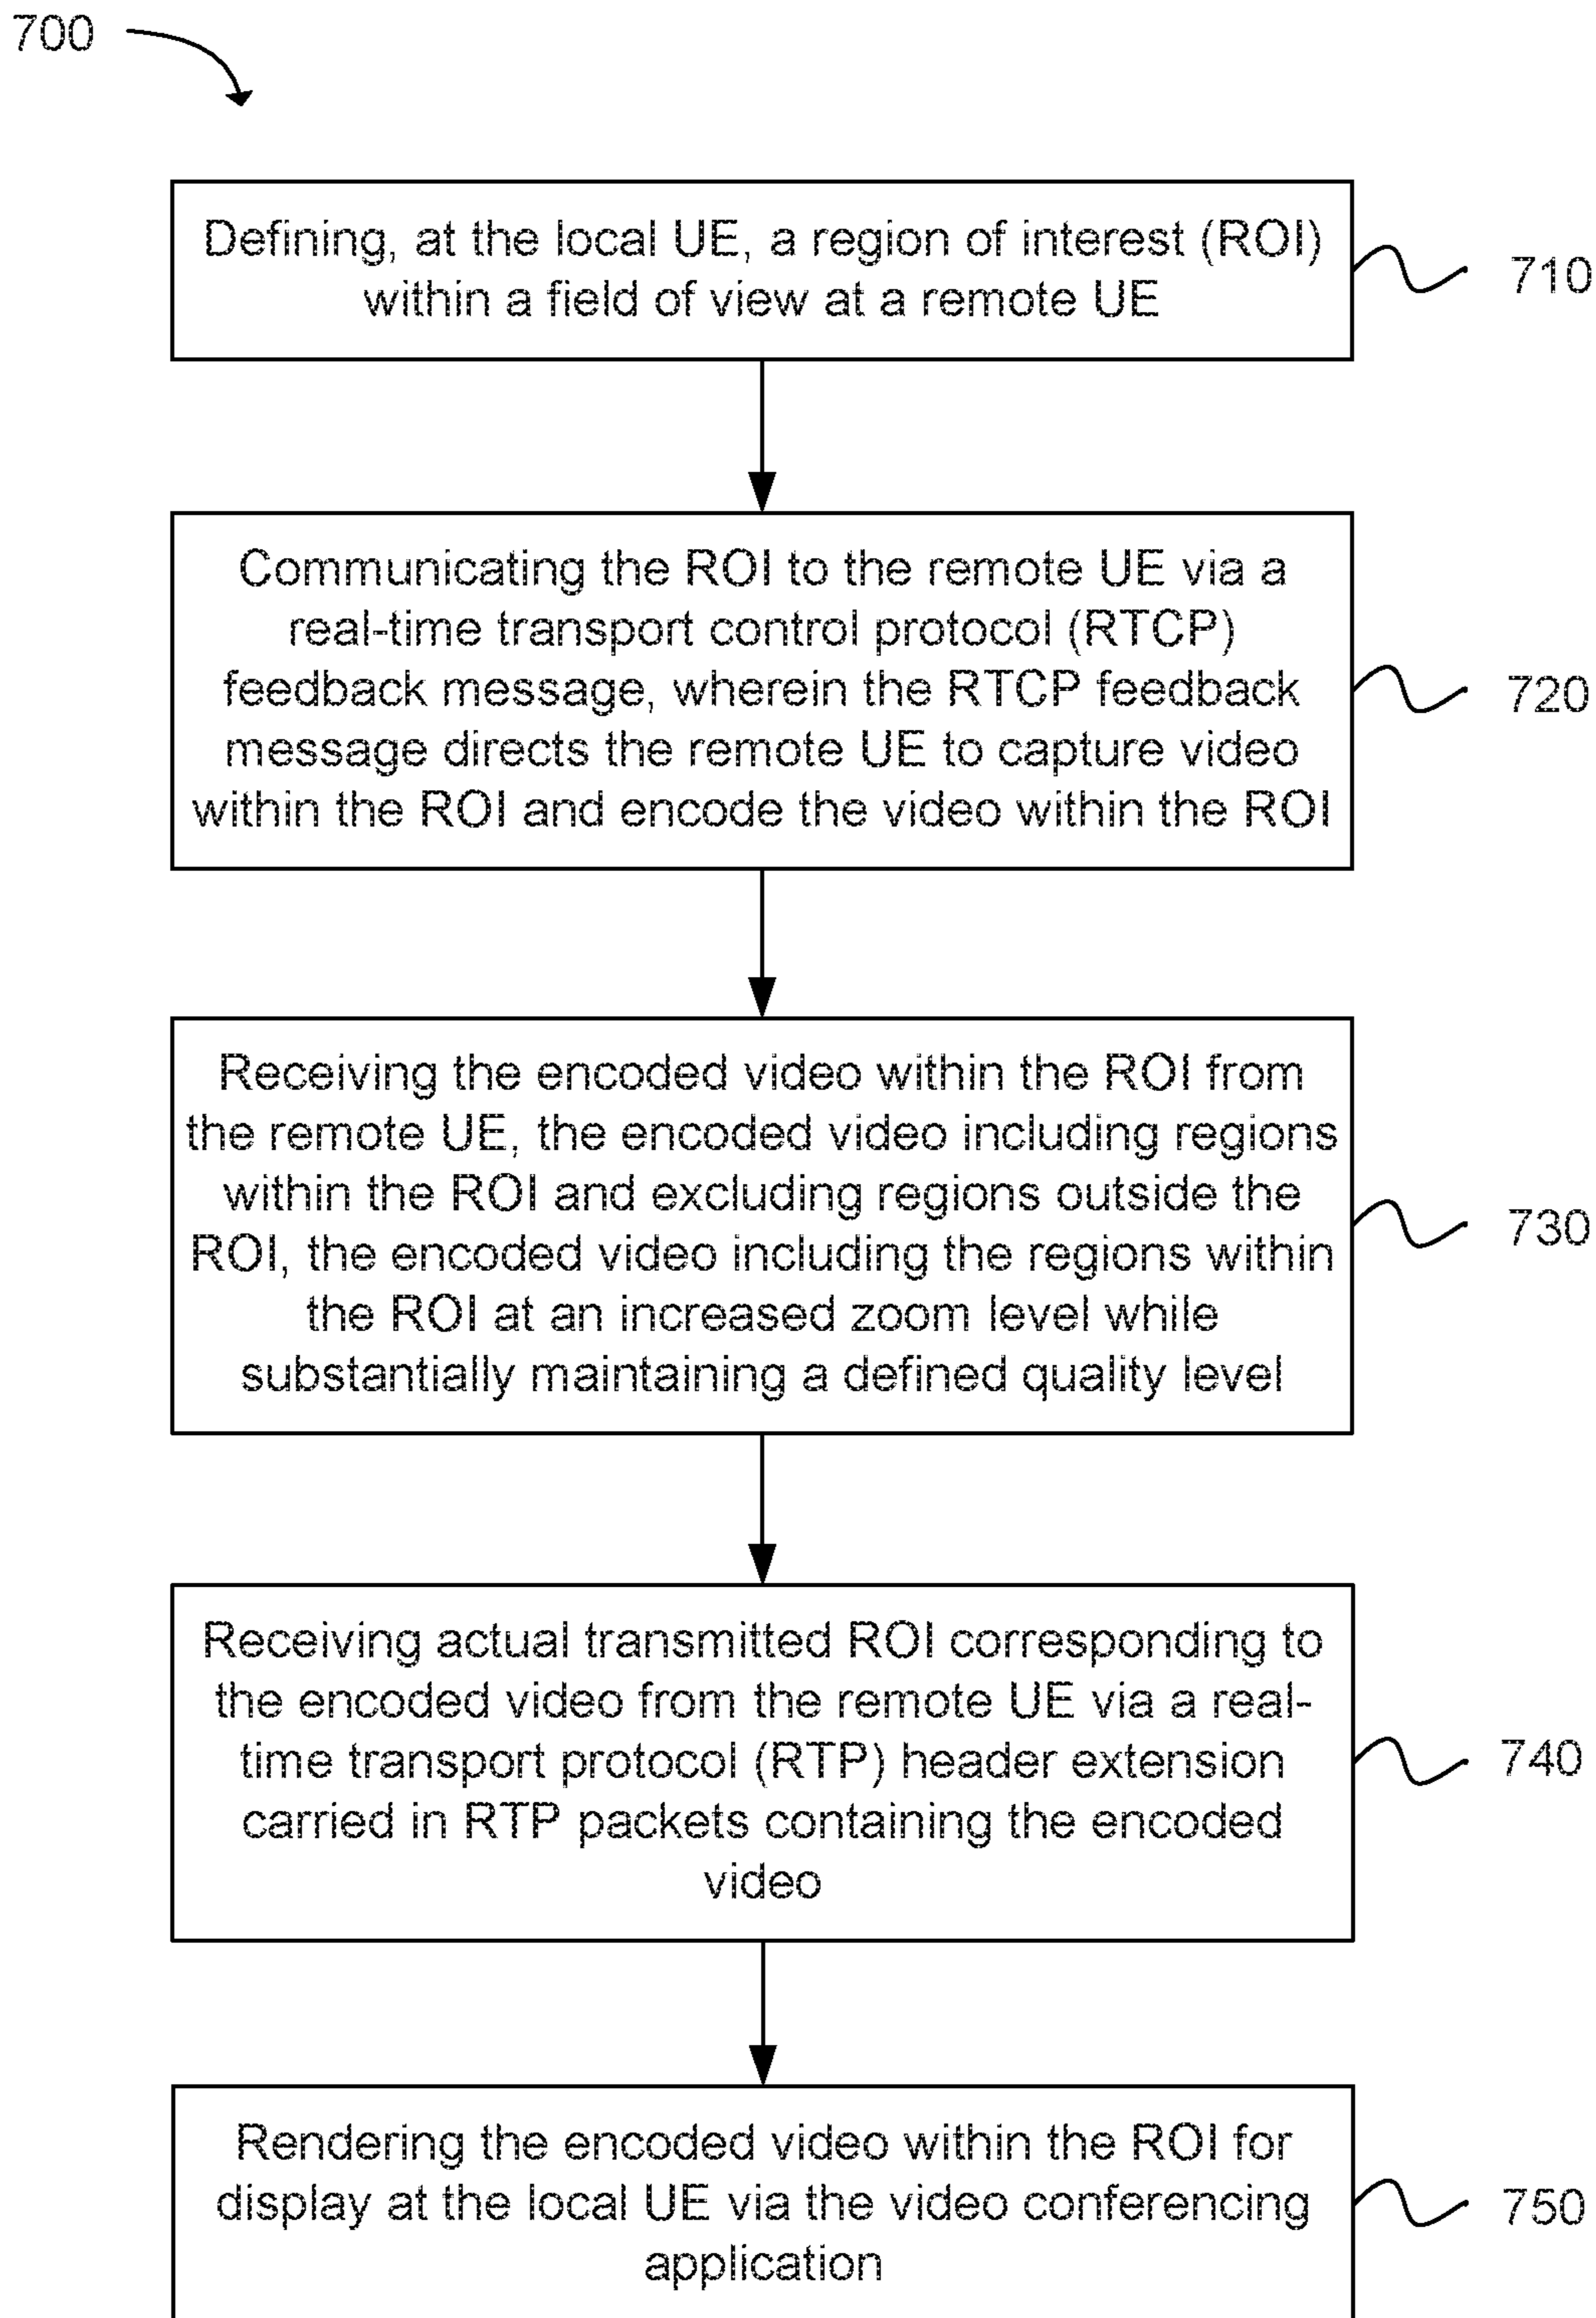 700
Defining, at the local UE, a region of interest (ROI)
within a field of view at a remote UE
710
Communicating the ROI to the remote UE via a
real-time transport control protocol (RTCP)
feedback message, wherein the RTCP feedback
message directs the remote UE to capture video
within the ROI and encode the video within the ROI
720
Receiving the encoded video within the ROI from
the remote UE, the encoded video including regions
within the ROI and excluding regions outside the
ROI, the encoded video including the regions within
the ROI at an increased zoom level while
substantially maintaining a defined quality level
730
Receiving actual transmitted ROI corresponding to
the encoded video from the remote UE via a real-
time transport protocol (RTP) header extension
carried in RTP packets containing the encoded
video
740
Rendering the encoded video within the ROI for
display at the local UE via the video conferencing
application
750